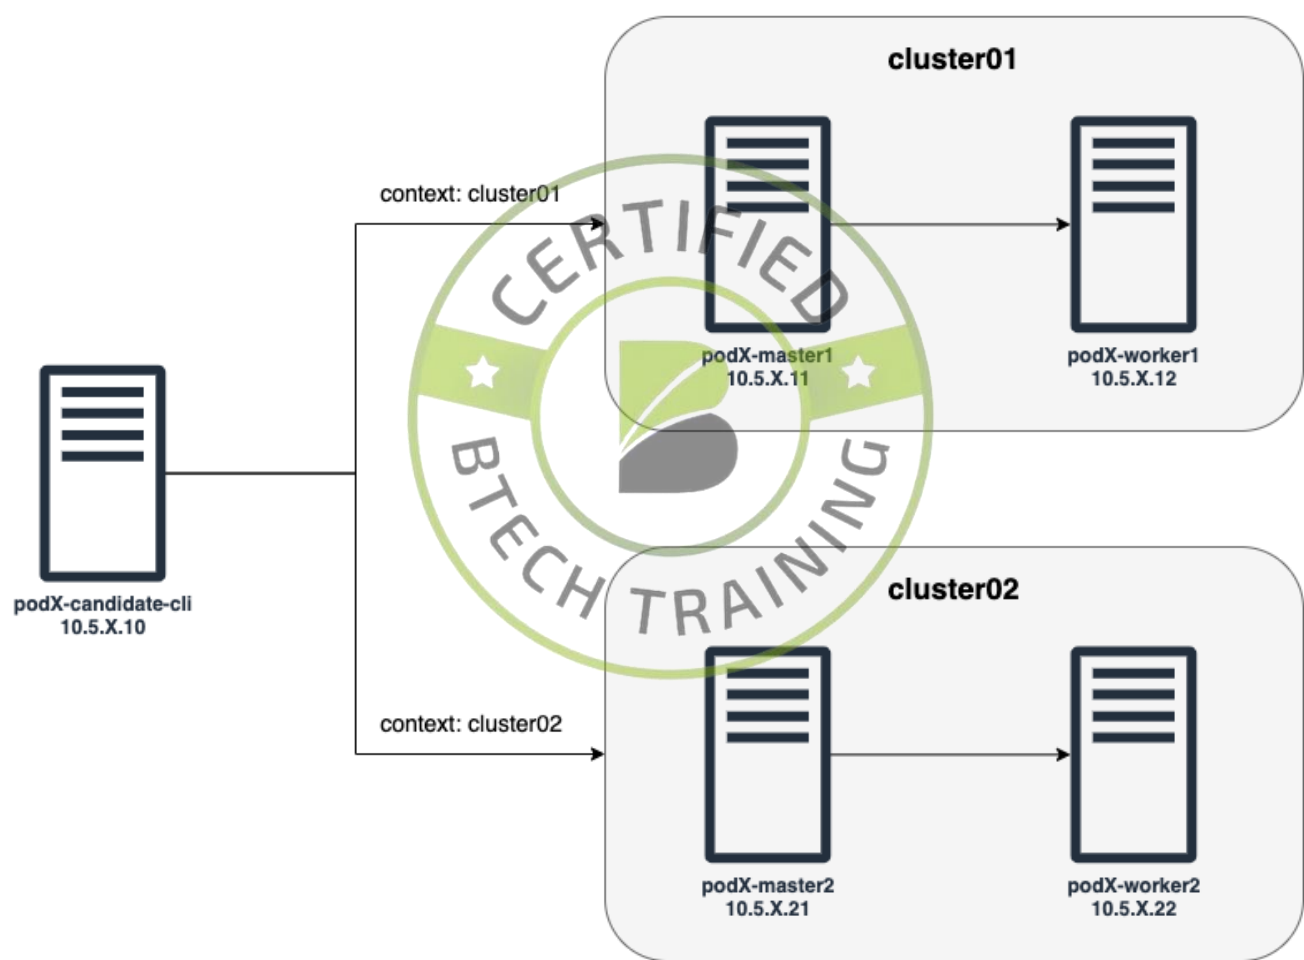 cluster01
context: cluster01
podX-master1
10.5.X.11
podX-worker1
10.5.X.12
CERTIFIED
BTECH TRAINING
podX-candidate-cli
10.5.X.10
cluster02
context: cluster02
podX-master2
10.5.X.21
podX-worker2
10.5.X.22